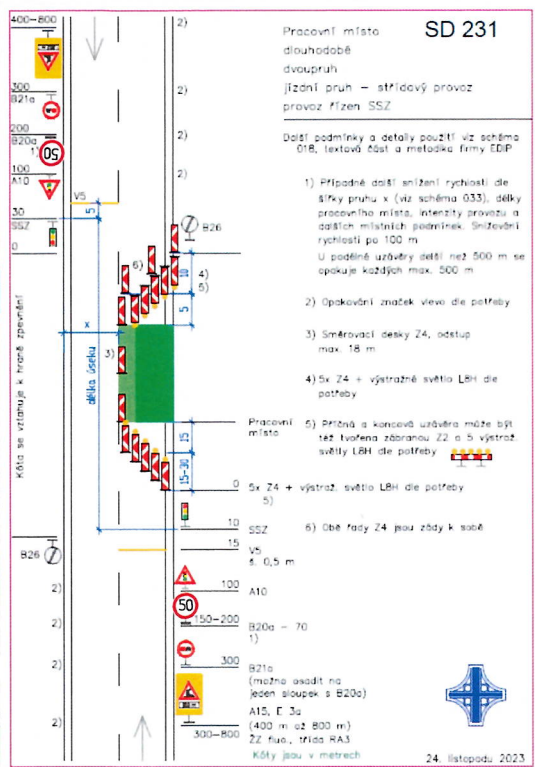 SD 231
Pracovní místo
dlouhodobé
dvoupruh
jízdní pruh – střídavý provoz
provoz řízen SSZ
Další podmínky a detaily použití viz schéma
018, textová část a metodika firmy EDIP
1) Případné další snížení rychlosti dle
šířky pruhu x (viz schéma 033), délky
pracovního místa, intenzity provozu a
dalších místních podmínek. Snižování
rychlosti po 100 m
U podélné uzávěry delší než 500 m se
opakuje každých max. 500 m
2) Opakování značek vlevo dle potřeby
3) Směrovací desky Z4, odstup
max. 18 m
4) 5x Z4 + výstražné světlo L8H dle
potřeby
5) Příčná a koncová uzávěra může být
též tvořena zábranou Z2 a 5 výstraž.
světly L8H dle potřeby
6) Obě řady Z4 jsou zády k sobě
400–800
300
B21a
200
B20a
1)
50
100
A10
30
SSZ
0
V5
5
2)
2)
2)
2)
B26
6)
10
4)
5)
5
x
3)
délka úseku
Kóta se vztahuje k hraně zpevnění
15
Pracovní
místo
15–30
0
5x Z4 + výstraž. světlo L8H dle potřeby
5)
10
SSZ
15
V5
š. 0,5 m
B26
2)
100
A10
50
2)
150–200
B20a – 70
1)
2)
300
B21a
(možno osadit na
jeden sloupek s B20a)
A15, E 3a
2)
300–800
(400 m až 800 m)
ŽZ fluo., třída RA3
Kóty jsou v metrech
24. listopadu 2023